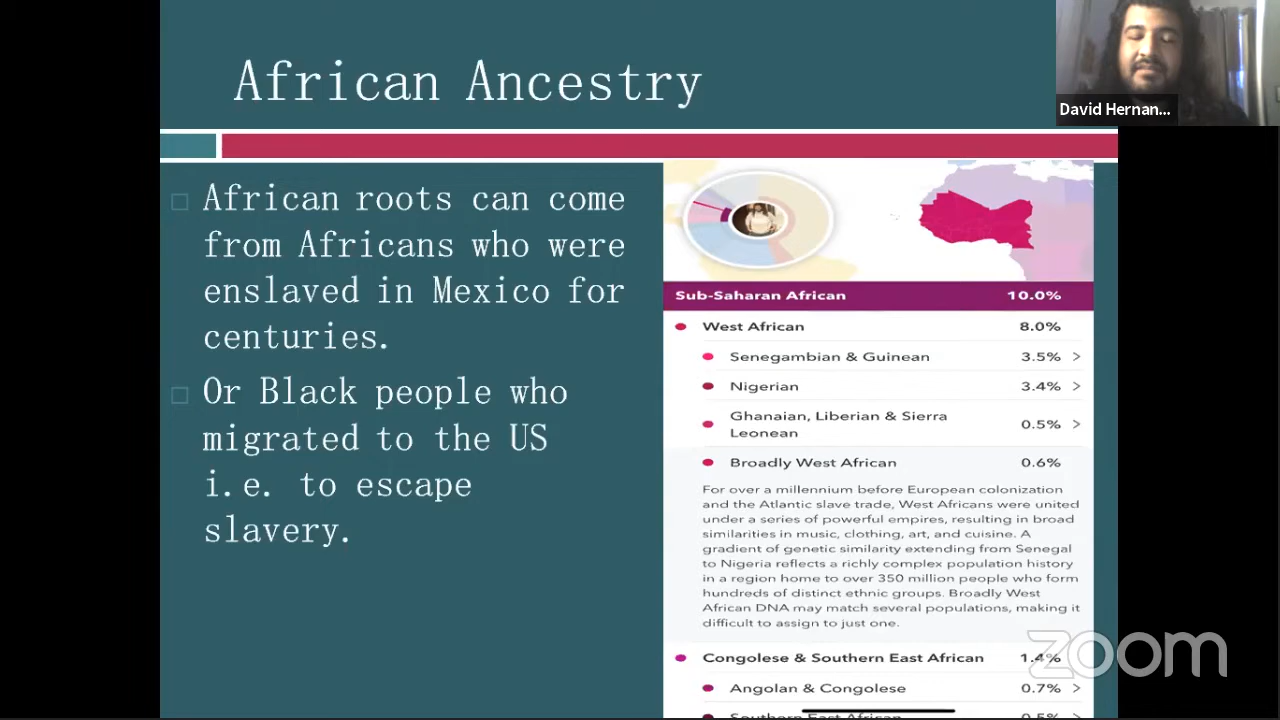 African Ancestry
David Hernan...
African roots can come
from Africans who were
enslaved in Mexico for
centuries.
Or Black people who
migrated to the US
i.e. to escape
slavery.
Sub-Saharan African 10.0%
West African 8.0%
Senegambian & Guinean 3.5% >
Nigerian 3.4% >
Ghanaian, Liberian & Sierra
Leonean 0.5% >
Broadly West African 0.6%
For over a millennium before European colonization
and the Atlantic slave trade, West Africans were united
under a series of powerful empires, resulting in broad
similarities in music, clothing, art, and cuisine. A
gradient of genetic similarity extending from Senegal
to Nigeria reflects a richly complex population history
in a region home to over 350 million people who form
hundreds of distinct ethnic groups. Broadly West
African DNA may match several populations, making it
difficult to assign to just one.
Congolese & Southern East African 1.4%
Angolan & Congolese 0.7% >
Southern East African 0.5% >
zoom